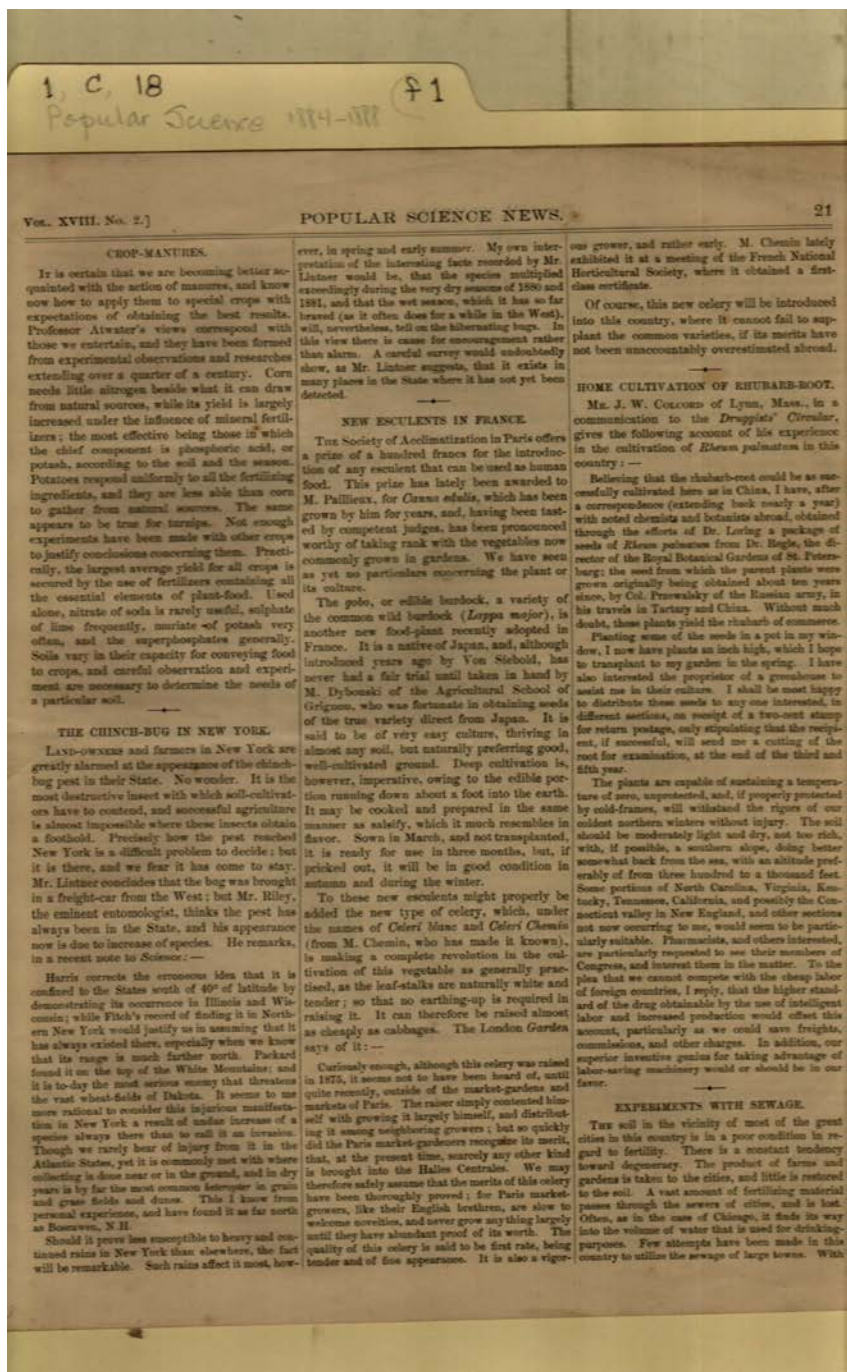 1, C, 18
f 1
Popular Science 1884-1888
VOL. XVIII. No. 2.]
POPULAR SCIENCE NEWS.
21
CROP-MANURES.
IT is certain that we are becoming better ac-
quainted with the action of manures, and know
now how to apply them to special crops with
expectations of obtaining the best results.
Professor Atwater's views correspond with
those we entertain, and they have been formed
from experimental observations and researches
extending over a quarter of a century. Corn
needs little nitrogen beside what it can draw
from natural sources, while its yield is largely
increased under the influence of mineral fertil-
izers; the most effective being those in which
the chief component is phosphoric acid, or
potash, according to the soil and the season.
Potatoes respond uniformly to all the fertilizing
ingredients, and they are less able than corn
to gather from natural sources. The same
appears to be true for turnips. Not enough
experiments have been made with other crops
to justify conclusions concerning them. Practi-
cally, the largest average yield for all crops is
secured by the use of fertilizers containing all
the essential elements of plant-food. Used
alone, nitrate of soda is rarely useful, sulphate
of lime frequently, muriate of potash very
often, and the superphosphates generally.
Soils vary in their capacity for conveying food
to crops, and careful observation and experi-
ment are necessary to determine the needs of
a particular soil.
THE CHINCH-BUG IN NEW YORK.
LAND-OWNERS and farmers in New York are
greatly alarmed at the appearance of the chinch-
bug pest in their State. No wonder. It is the
most destructive insect with which soil-cultivat-
ors have to contend, and successful agriculture
is almost impossible where these insects obtain
a foothold. Precisely how the pest reached
New York is a difficult problem to decide; but
it is there, and we fear it has come to stay.
Mr. Lintner concludes that the bug was brought
in a freight-car from the West; but Mr. Riley,
the eminent entomologist, thinks the pest has
always been in the State, and his appearance
now is due to increase of species. He remarks,
in a recent note to Science: —
Harris corrects the erroneous idea that it is
confined to the States south of 40° of latitude by
demonstrating its occurrence in Illinois and Wis-
consin; while Fitch's record of finding it in North-
ern New York would justify us in assuming that it
has always existed there, especially when we know
that its range is much farther north. Packard
found it on the top of the White Mountains; and
it is to-day the most serious enemy that threatens
the vast wheat-fields of Dakota. It seems to me
more rational to consider this injurious manifesta-
tion in New York a result of undue increase of a
species always there than to call it an invasion.
Though we rarely hear of injury from it in the
Atlantic States, yet it is commonly met with where
collecting is done near or in the ground, and in dry
years is by far the most common heteropter in grain
and grass fields and dunes. This I know from
personal experience, and have found it as far north
as Boscawen, N.H.
Should it prove less susceptible to heavy and con-
tinued rains in New York than elsewhere, the fact
will be remarkable. Such rains affect it most, how-
ever, in spring and early summer. My own inter-
pretation of the interesting facts recorded by Mr.
Lintner would be, that the species multiplied
exceedingly during the very dry seasons of 1880 and
1881, and that the wet season, which it has so far
braved (as it often does for a while in the West),
will, nevertheless, tell on the hibernating bugs. In
this view there is cause for encouragement rather
than alarm. A careful survey would undoubtedly
show, as Mr. Lintner suggests, that it exists in
many places in the State where it has not yet been
detected.
NEW ESCULENTS IN FRANCE.
THE Society of Acclimatization in Paris offers
a prize of a hundred francs for the introduc-
tion of any esculent that can be used as human
food. This prize has lately been awarded to
M. Paillieux, for Canna edulis, which has been
grown by him for years, and, having been tast-
ed by competent judges, has been pronounced
worthy of taking rank with the vegetables now
commonly grown in gardens. We have seen
as yet no particulars concerning the plant or
its culture.
The gobo, or edible burdock, a variety of
the common wild burdock (Lappa major), is
another new food-plant recently adopted in
France. It is a native of Japan, and, although
introduced years ago by Von Siebold, has
never had a fair trial until taken in hand by
M. Dybouski of the Agricultural School of
Grignon, who was fortunate in obtaining seeds
of the true variety direct from Japan. It is
said to be of very easy culture, thriving in
almost any soil, but naturally preferring good,
well-cultivated ground. Deep cultivation is,
however, imperative, owing to the edible por-
tion running down about a foot into the earth.
It may be cooked and prepared in the same
manner as salsify, which it much resembles in
flavor. Sown in March, and not transplanted,
it is ready for use in three months, but, if
pricked out, it will be in good condition in
autumn and during the winter.
To these new esculents might properly be
added the new type of celery, which, under
the names of Celeri blanc and Celeri Chemin
(from M. Chemin, who has made it known),
is making a complete revolution in the cul-
tivation of this vegetable as generally prac-
tised, as the leaf-stalks are naturally white and
tender; so that no earthing-up is required in
raising it. It can therefore be raised almost
as cheaply as cabbages. The London Garden
says of it: —
Curiously enough, although this celery was raised
in 1875, it seems not to have been heard of, until
quite recently, outside of the market-gardens and
markets of Paris. The raiser simply contented him-
self with growing it largely himself, and distribut-
ing it among neighboring growers; but so quickly
did the Paris market-gardeners recognize its merit,
that, at the present time, scarcely any other kind
is brought into the Halles Centrales. We may
therefore safely assume that the merits of this celery
have been thoroughly proved; for Paris market-
growers, like their English brethren, are slow to
welcome novelties, and never grow anything largely
until they have abundant proof of its worth. The
quality of this celery is said to be first rate, being
tender and of fine appearance. It is also a vigor-
ous grower, and rather early. M. Chemin lately
exhibited it at a meeting of the French National
Horticultural Society, where it obtained a first-
class certificate.
Of course, this new celery will be introduced
into this country, where it cannot fail to sup-
plant the common varieties, if its merits have
not been unaccountably overestimated abroad.
HOME CULTIVATION OF RHUBARB-ROOT.
MR. J. W. COLCORD of Lynn, Mass., in a
communication to the Druggists' Circular,
gives the following account of his experience
in the cultivation of Rheum palmatum in this
country: —
Believing that the rhubarb-root could be as suc-
cessfully cultivated here as in China, I have, after
a correspondence (extending back nearly a year)
with noted chemists and botanists abroad, obtained
through the efforts of Dr. Loring a package of
seeds of Rheum palmatum from Dr. Regle, the di-
rector of the Royal Botanical Gardens of St. Peters-
burg; the seed from which the parent plants were
grown originally being obtained about ten years
since, by Col. Przewalsky of the Russian army, in
his travels in Tartary and China. Without much
doubt, these plants yield the rhubarb of commerce.
Planting some of the seeds in a pot in my win-
dow, I now have plants an inch high, which I hope
to transplant to my garden in the spring. I have
also interested the proprietor of a greenhouse to
assist me in their culture. I shall be most happy
to distribute these seeds to any one interested, in
different sections, on receipt of a two-cent stamp
for return postage, only stipulating that the recipi-
ent, if successful, will send me a cutting of the
root for examination, at the end of the third and
fifth year.
The plants are capable of sustaining a tempera-
ture of zero, unprotected, and, if properly protected
by cold-frames, will withstand the rigors of our
coldest northern winters without injury. The soil
should be moderately light and dry, not too rich,
with, if possible, a southern slope, doing better
somewhat back from the sea, with an altitude pref-
erably of from three hundred to a thousand feet.
Some portions of North Carolina, Virginia, Ken-
tucky, Tennessee, California, and possibly the Con-
necticut valley in New England, and other sections
not now occurring to me, would seem to be partic-
ularly suitable. Pharmacists, and others interested,
are particularly requested to see their members of
Congress, and interest them in the matter. To the
plea that we cannot compete with the cheap labor
of foreign countries, I reply, that the higher stand-
ard of the drug obtainable by the use of intelligent
labor and increased production would offset this
account, particularly as we could save freights,
commissions, and other charges. In addition, our
superior inventive genius for taking advantage of
labor-saving machinery would or should be in our
favor.
EXPERIMENTS WITH SEWAGE.
THE soil in the vicinity of most of the great
cities in this country is in a poor condition in re-
gard to fertility. There is a constant tendency
toward degeneracy. The product of farms and
gardens is taken to the cities, and little is restored
to the soil. A vast amount of fertilizing material
passes through the sewers of cities, and is lost.
Often, as in the case of Chicago, it finds its way
into the volume of water that is used for drinking-
purposes. Few attempts have been made in this
country to utilize the sewage of large towns. With